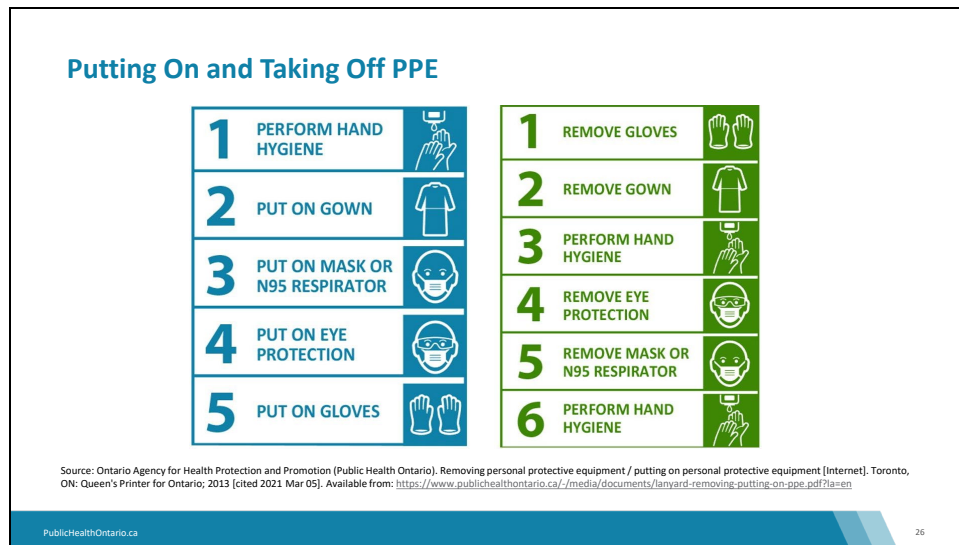 Putting On and Taking Off PPE
1 PERFORM HAND
HYGIENE
2 PUT ON GOWN
3 PUT ON MASK OR
N95 RESPIRATOR
4 PUT ON EYE
PROTECTION
5 PUT ON GLOVES
1 REMOVE GLOVES
2 REMOVE GOWN
3 PERFORM HAND
HYGIENE
4 REMOVE EYE
PROTECTION
5 REMOVE MASK OR
N95 RESPIRATOR
6 PERFORM HAND
HYGIENE
Source: Ontario Agency for Health Protection and Promotion (Public Health Ontario). Removing personal protective equipment / putting on personal protective equipment [Internet]. Toronto,
ON: Queen's Printer for Ontario; 2013 [cited 2021 Mar 05]. Available from: https://www.publichealthontario.ca/-/media/documents/lanyard-removing-putting-on-ppe.pdf?la=en
PublicHealthOntario.ca
26